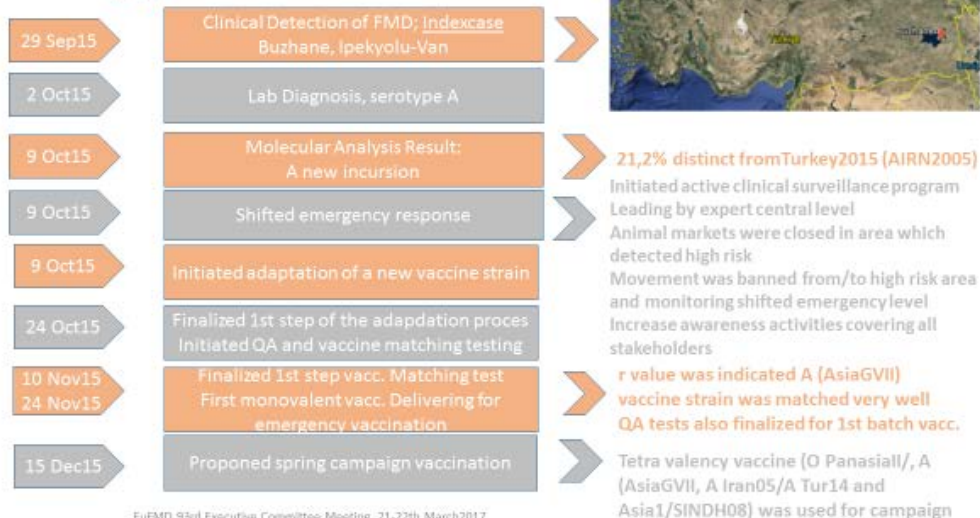 29 Sep15
Clinical Detection of FMD; Indexcase
Buzhane, Ipekyolu-Van
2 Oct15
Lab Diagnosis, serotype A
9 Oct15
Molecular Analysis Result:
A new incursion
21,2% distinct fromTurkey2015 (AIRN2005)
9 Oct15
Shifted emergency response
Initiated active clinical surveillance program
Leading by expert central level
Animal markets were closed in area which
detected high risk
Movement was banned from/to high risk area
and monitoring shifted emergency level
Increase awareness activities covering all
stakeholders
9 Oct15
Initiated adaptation of a new vaccine strain
24 Oct15
Finalized 1st step of the adapdation proces
Initiated QA and vaccine matching testing
10 Nov15
24 Nov15
Finalized 1st step vacc. Matching test
First monovalent vacc. Delivering for
emergency vaccination
r value was indicated A (AsiaGVII)
vaccine strain was matched very well
QA tests also finalized for 1st batch vacc.
15 Dec15
Proposed spring campaign vaccination
Tetra valency vaccine (O PanasiaII/, A
(AsiaGVII, A Iran05/A Tur14 and
Asia1/SINDH08) was used for campaign
EuFMD 93rd Executive Committee Meeting, 21-22th March2017